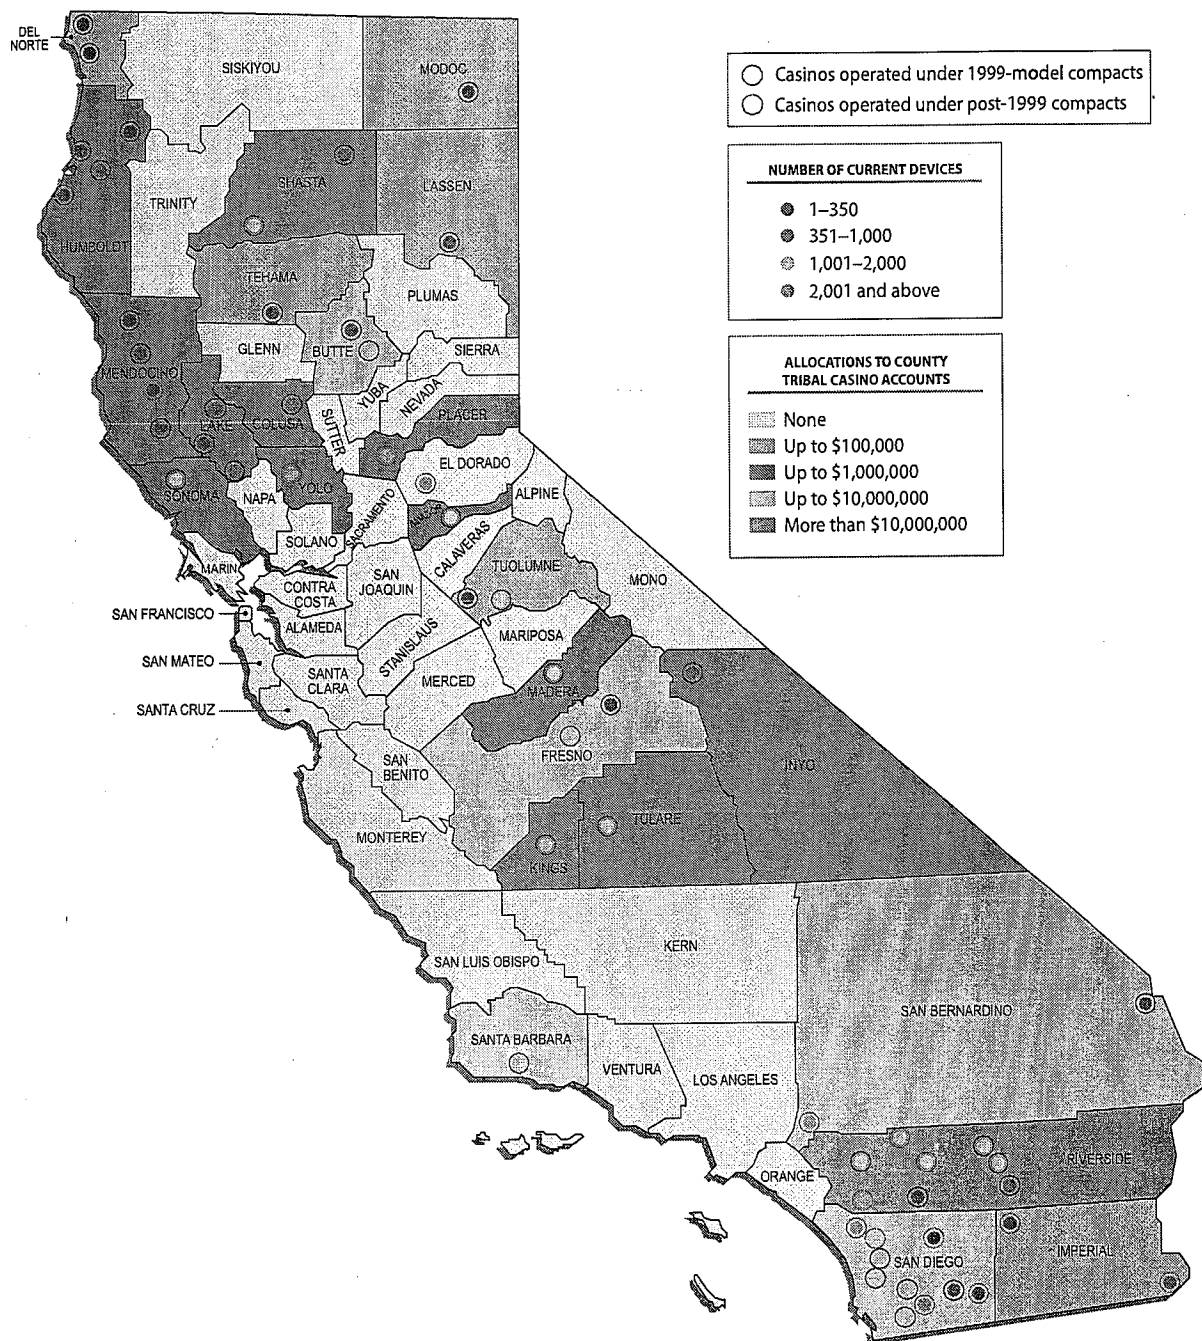 DEL
NORTE
SISKIYOU
MODOC
Casinos operated under 1999-model compacts
Casinos operated under post-1999 compacts
NUMBER OF CURRENT DEVICES
1–350
351–1,000
1,001–2,000
2,001 and above
ALLOCATIONS TO COUNTY
TRIBAL CASINO ACCOUNTS
None
Up to $100,000
Up to $1,000,000
Up to $10,000,000
More than $10,000,000
SHASTA
LASSEN
TRINITY
HUMBOLDT
TEHAMA
PLUMAS
GLENN
BUTTE
SIERRA
MENDOCINO
YUBA
NEVADA
LAKE
COLUSA
SUTTER
PLACER
EL DORADO
SONOMA
NAPA
YOLO
SACRAMENTO
ALPINE
AMADOR
SOLANO
CALAVERAS
MARIN
TUOLUMNE
MONO
CONTRA
COSTA
SAN
JOAQUIN
SAN FRANCISCO
ALAMEDA
STANISLAUS
MARIPOSA
SAN MATEO
SANTA
CLARA
MERCED
MADERA
SANTA CRUZ
FRESNO
SAN
BENITO
INYO
MONTEREY
TULARE
KINGS
SAN LUIS OBISPO
KERN
SAN BERNARDINO
SANTA BARBARA
VENTURA
LOS ANGELES
ORANGE
RIVERSIDE
SAN DIEGO
IMPERIAL